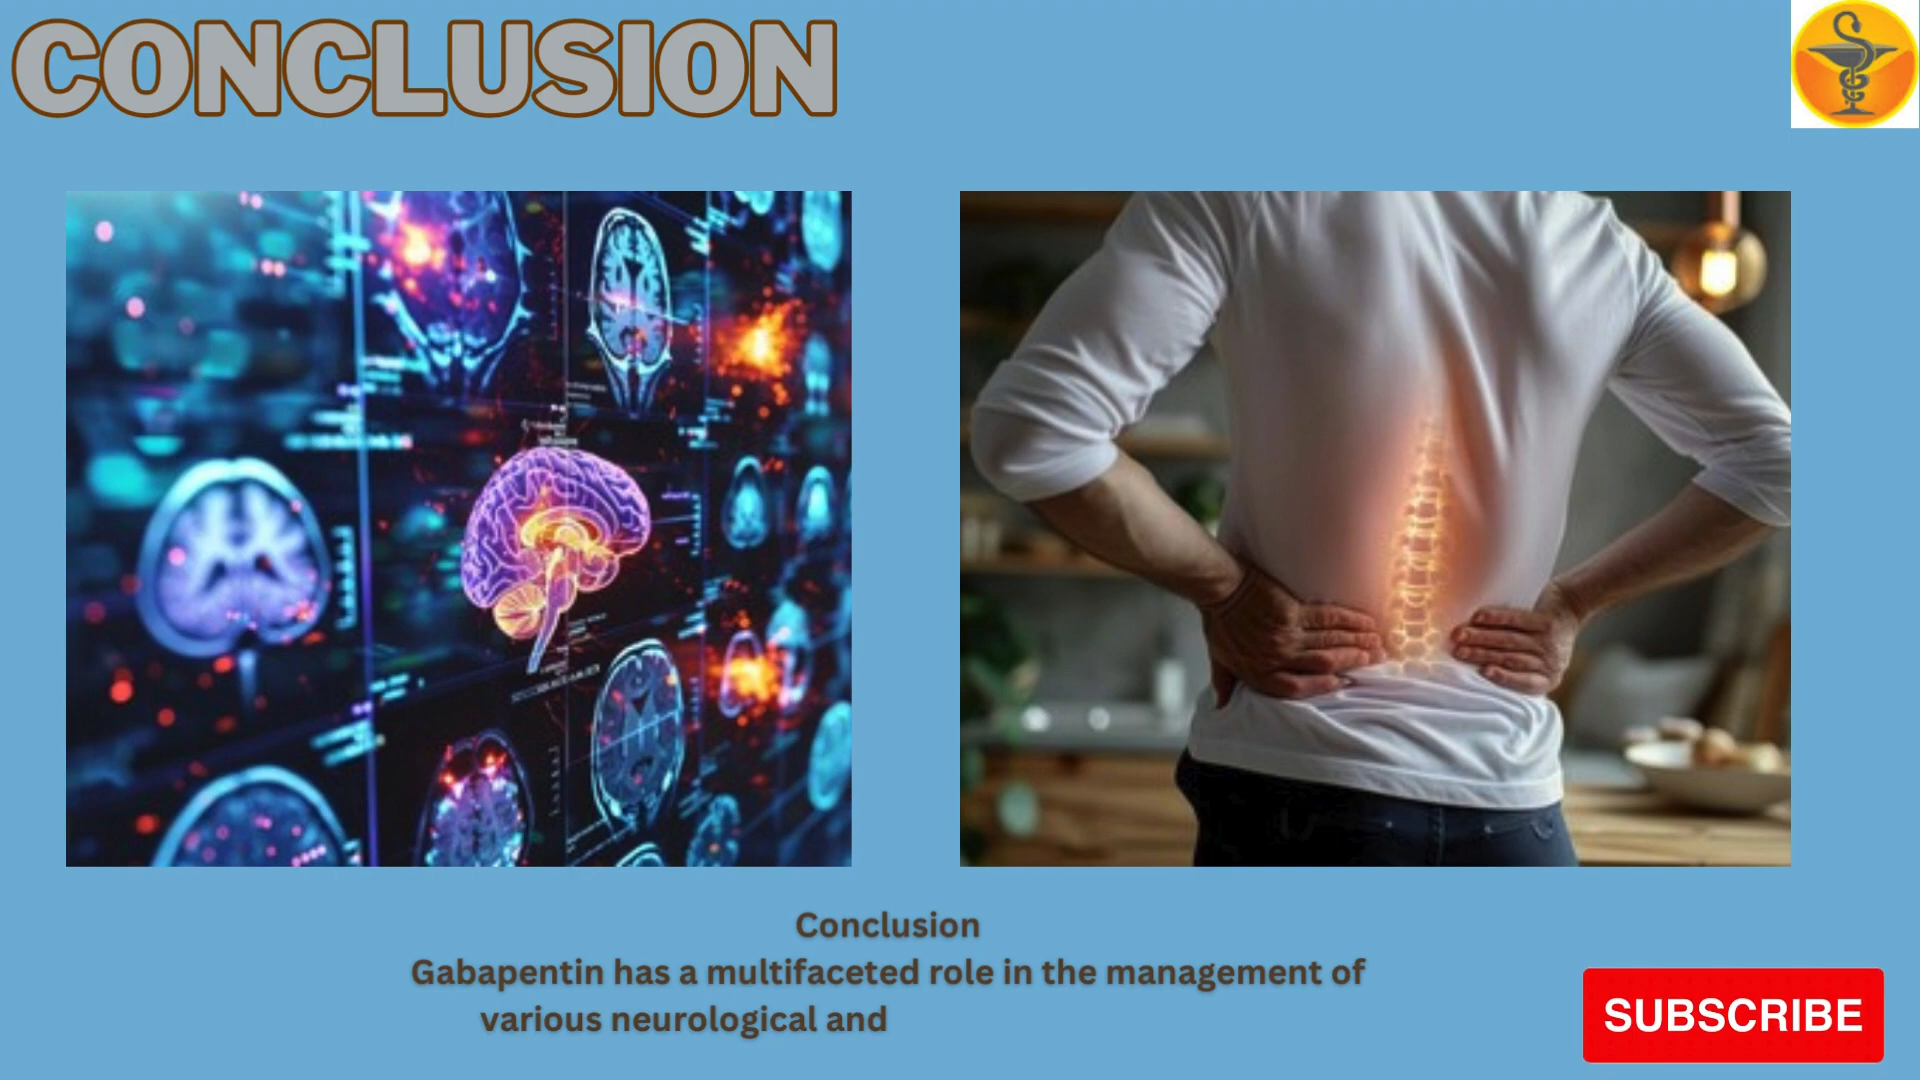 CONCLUSION
Conclusion
Gabapentin has a multifaceted role in the management of
various neurological and
SUBSCRIBE